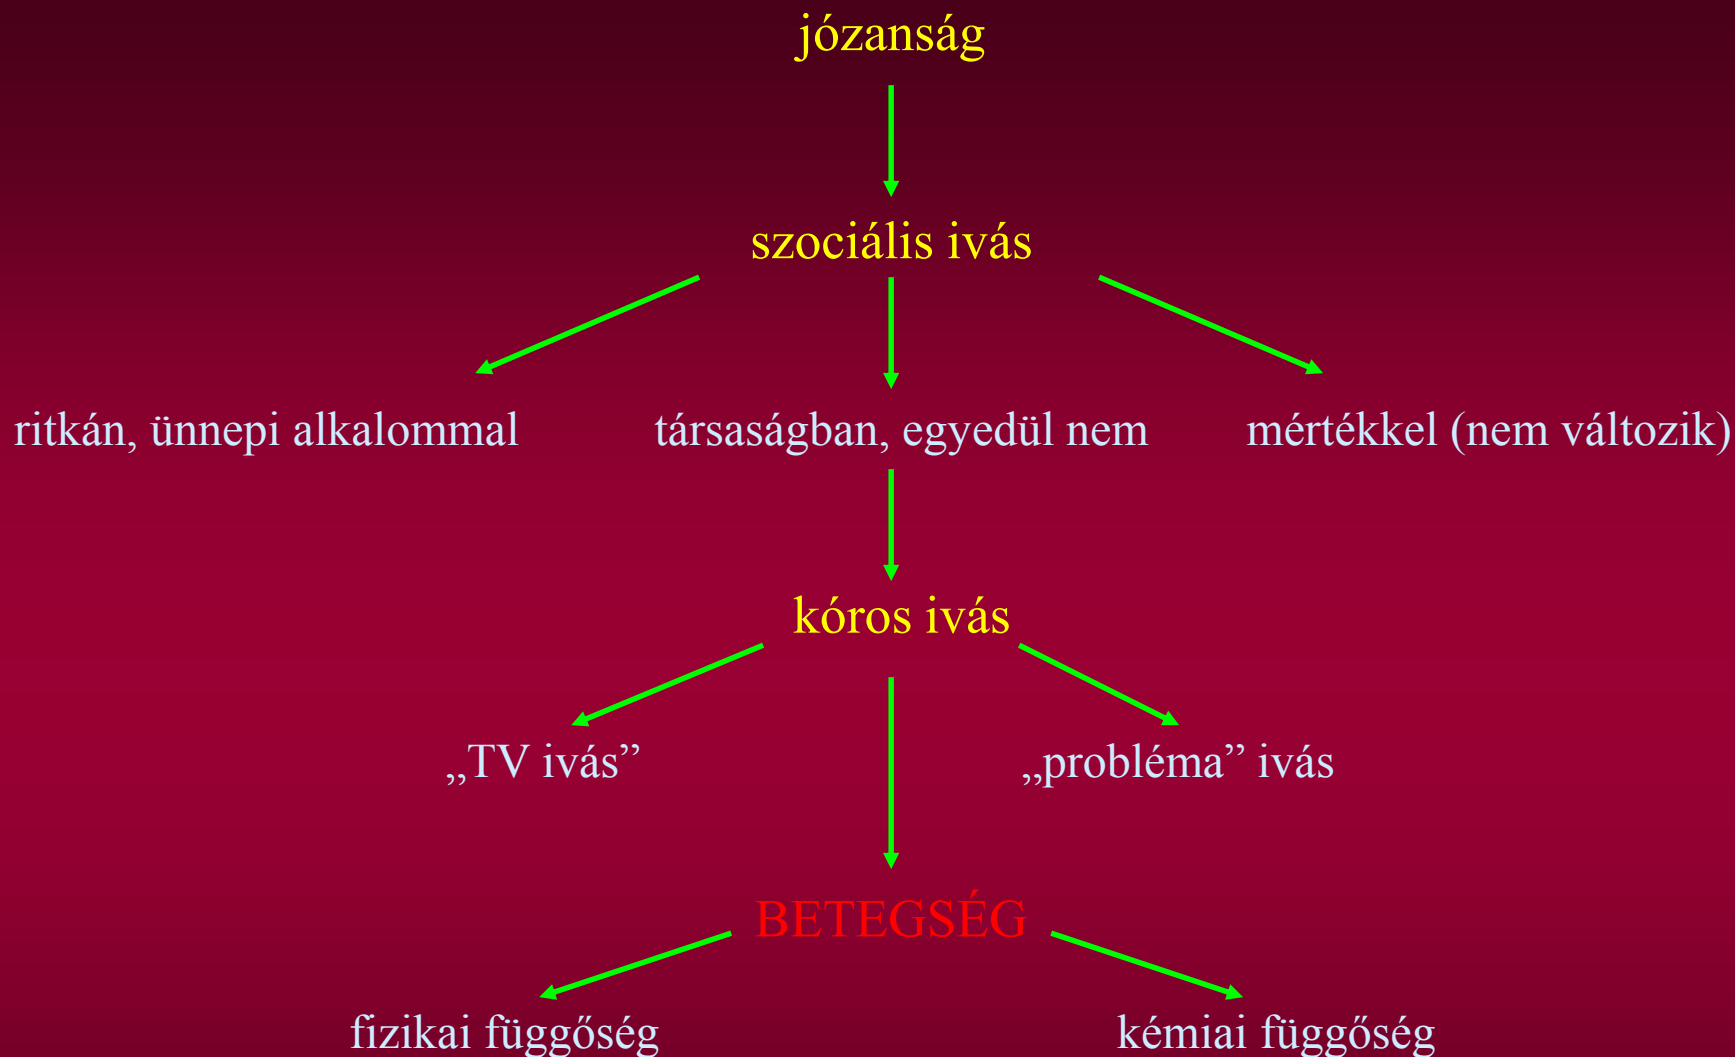 józanság
szociális ivás
ritkán, ünnepi alkalommal
társaságban, egyedül nem
mértékkel (nem változik)
kóros ivás
„TV ivás”
„probléma” ivás
BETEGSÉG
fizikai függőség
kémiai függőség